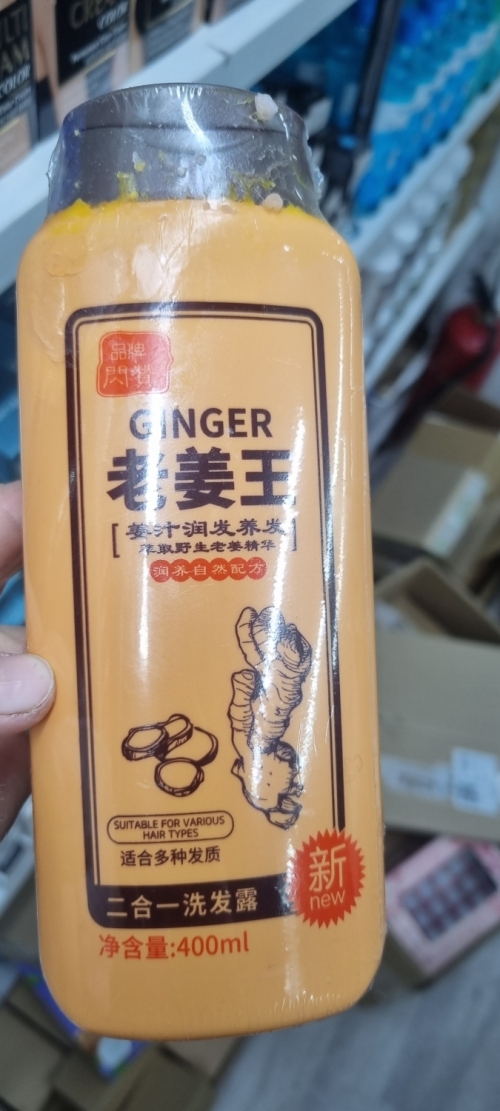 CREAM
COLOR
品牌
GINGER
老姜王
[姜汁润发养发]
萃取野生老姜精华
润养自然配方
SUITABLE FOR VARIOUS
HAIR TYPES
适合多种发质
新
new
二合一洗发露
净含量:400ml